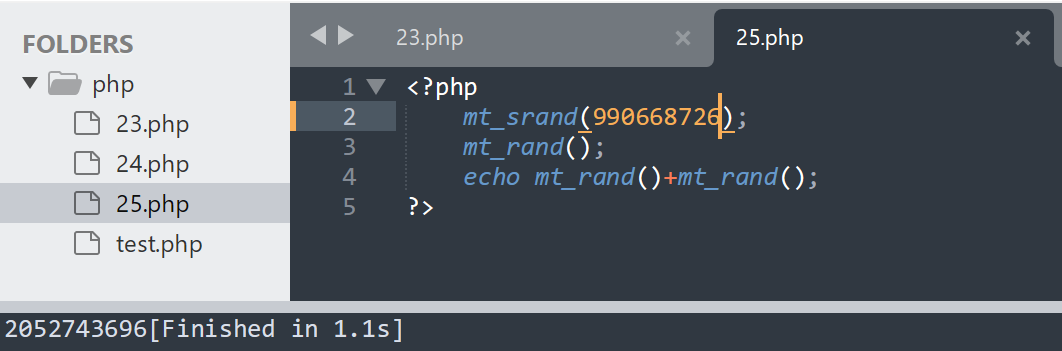 FOLDERS
php
23.php
24.php
25.php
test.php
23.php
25.php
1 <?php
2 mt_srand(990668726);
3 mt_rand();
4 echo mt_rand()+mt_rand();
5 ?>
2052743696[Finished in 1.1s]